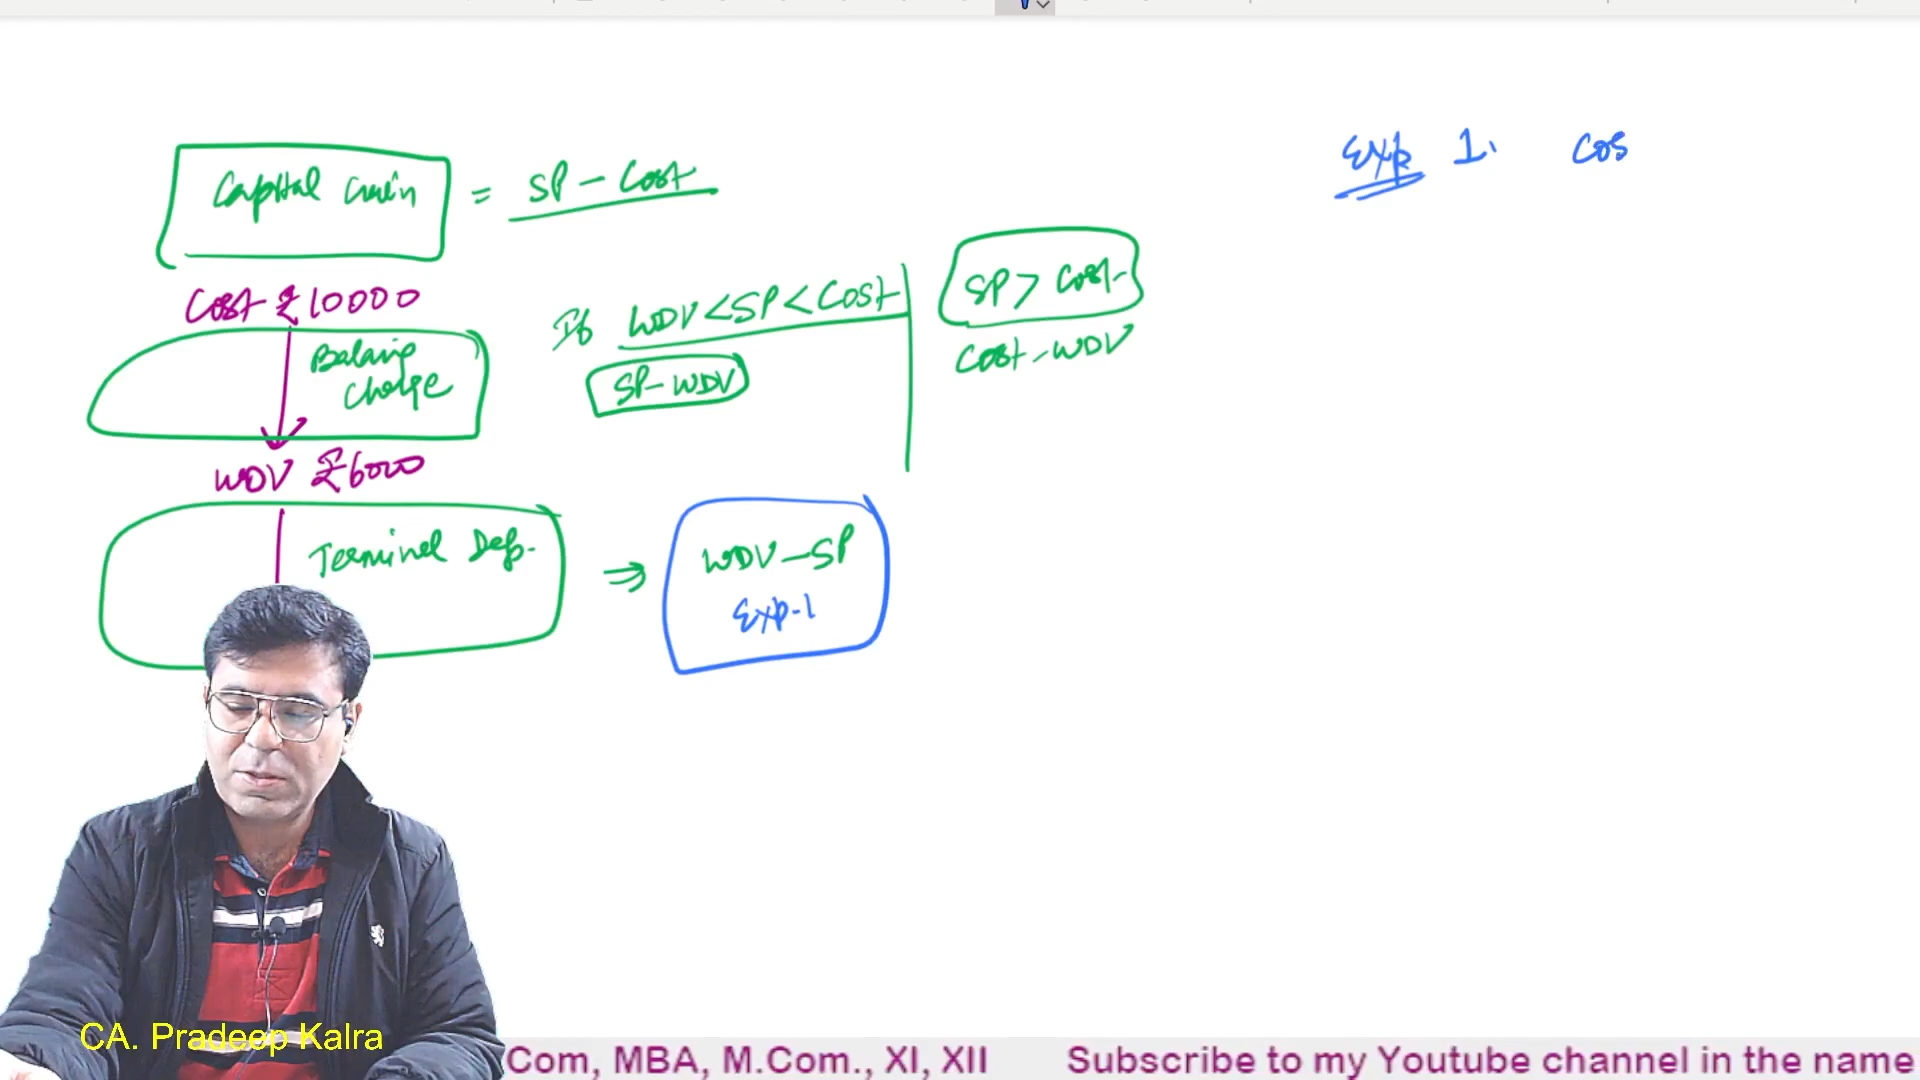 Capital Gain = SP - Cost
Cost ₹10000
Balancing Charge
If WDV < SP < Cost
SP - WDV
SP > Cost
Cost - WDV
WDV ₹6000
Terminal Dep.
⇒ WDV - SP
Exp-1
Exp 1. Cos
CA. Pradeep Kalra
Com, MBA, M.Com., XI, XII Subscribe to my Youtube channel in the name